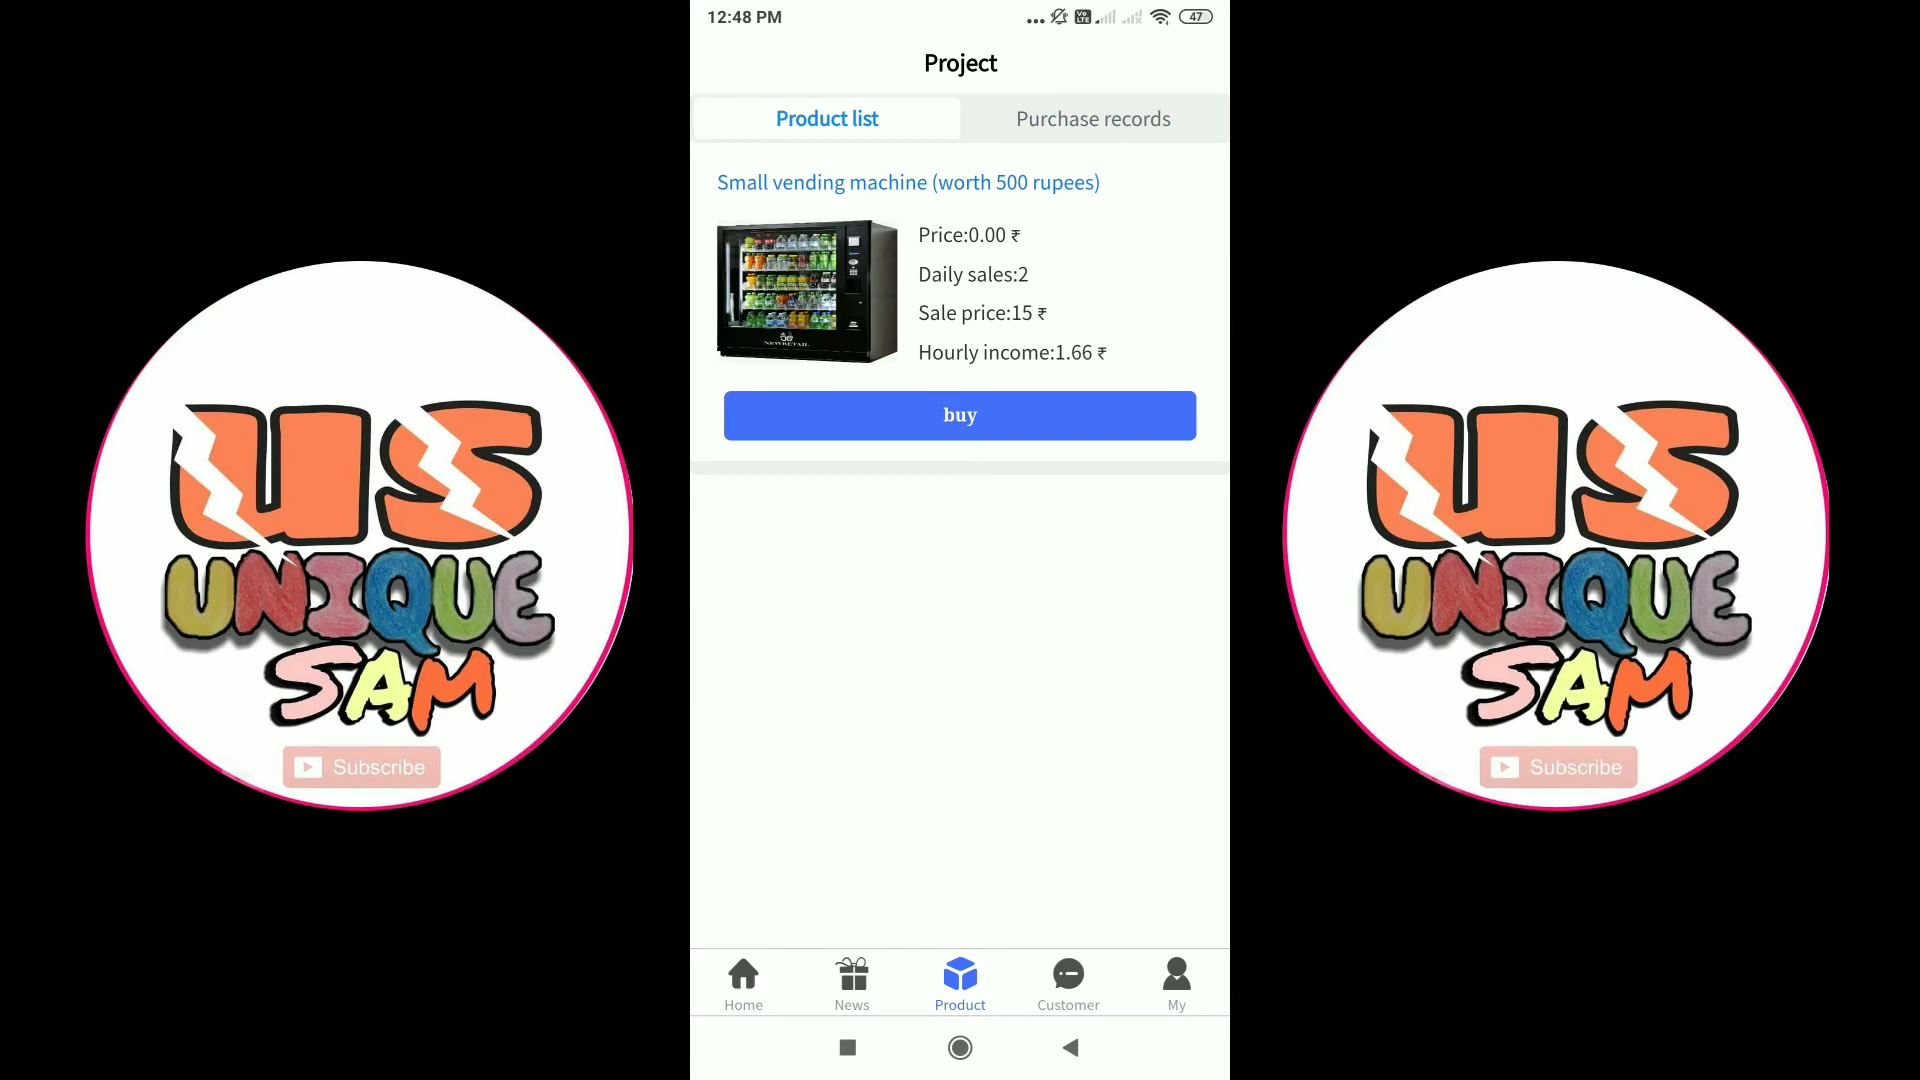 12:48 PM
47
Project
Product list
Purchase records
Small vending machine (worth 500 rupees)
NEWRETAIL
Price:0.00 ₹
Daily sales:2
Sale price:15 ₹
Hourly income:1.66 ₹
buy
Home
News
Product
Customer
My
US
UNIQUE
SAM
Subscribe
US
UNIQUE
SAM
Subscribe